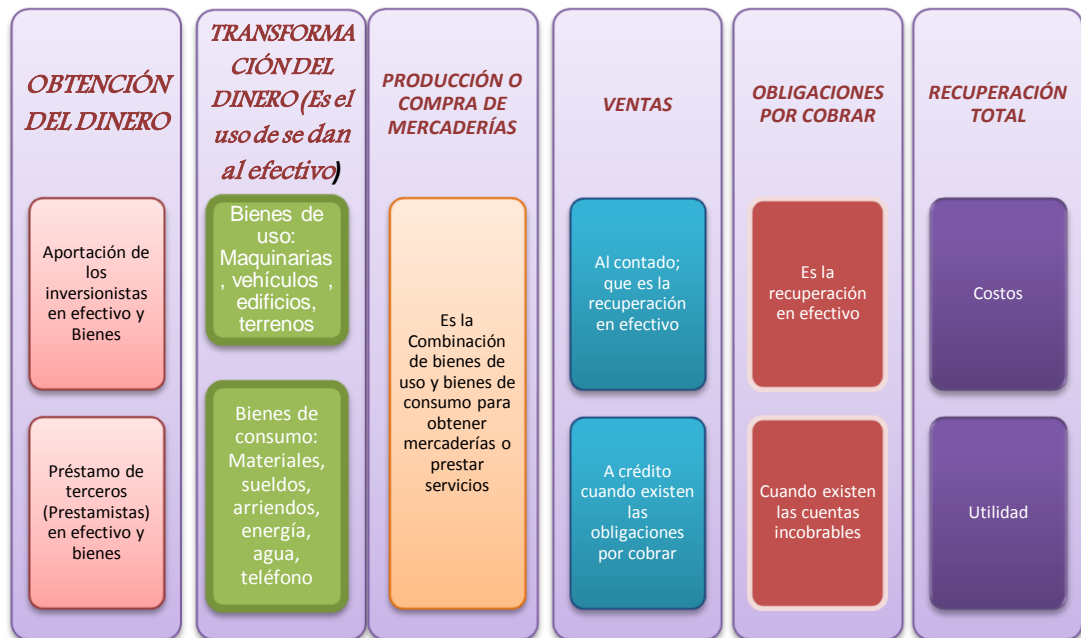 OBTENCIÓN
DEL DINERO
Aportación de
los
inversionistas
en efectivo y
Bienes
Préstamo de
terceros
(Prestamistas)
en efectivo y
bienes
TRANSFORMA
CIÓN DEL
DINERO (Es el
uso de se dan
al efectivo)
Bienes de
uso:
Maquinarias
, vehículos ,
edificios,
terrenos
Bienes de
consumo:
Materiales,
sueldos,
arriendos,
energía,
agua,
teléfono
PRODUCCIÓN O
COMPRA DE
MERCADERÍAS
Es la
Combinación
de bienes de
uso y bienes de
consumo para
obtener
mercaderías o
prestar
servicios
VENTAS
Al contado;
que es la
recuperación
en efectivo
A crédito
cuando existen
las
obligaciones
por cobrar
OBLIGACIONES
POR COBRAR
Es la
recuperación
en efectivo
Cuando existen
las cuentas
incobrables
RECUPERACIÓN
TOTAL
Costos
Utilidad